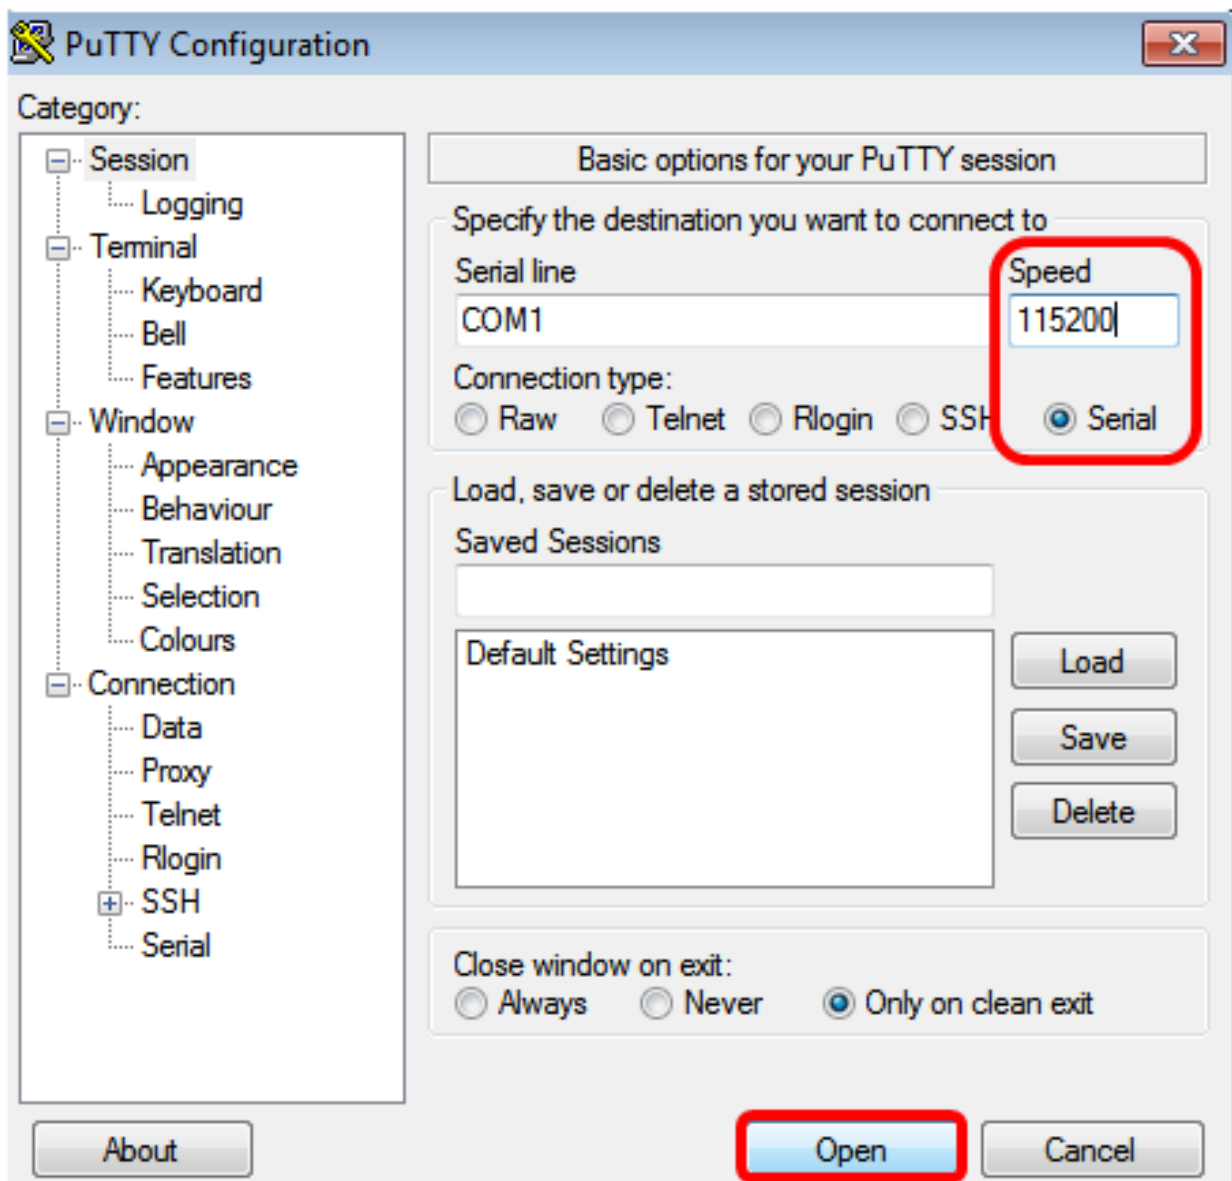 PuTTY Configuration
Category:
Session
Logging
Terminal
Keyboard
Bell
Features
Window
Appearance
Behaviour
Translation
Selection
Colours
Connection
Data
Proxy
Telnet
Rlogin
SSH
Serial
Basic options for your PuTTY session
Specify the destination you want to connect to
Serial line Speed
COM1 115200
Connection type:
Raw Telnet Rlogin SSH Serial
Load, save or delete a stored session
Saved Sessions
Default Settings
Load
Save
Delete
Close window on exit:
Always Never Only on clean exit
About Open Cancel